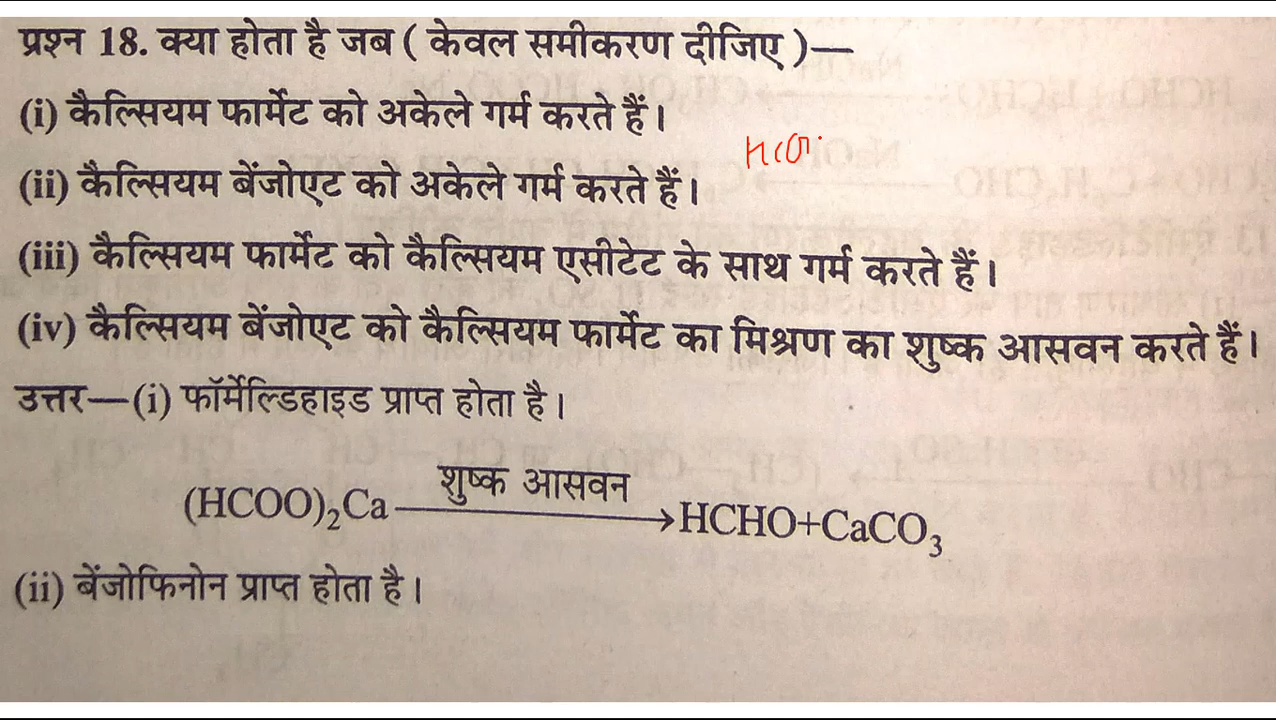 प्रश्न 18. क्या होता है जब ( केवल समीकरण दीजिए )—
(i) कैल्सियम फार्मेट को अकेले गर्म करते हैं।
(ii) कैल्सियम बेंजोएट को अकेले गर्म करते हैं।
(iii) कैल्सियम फार्मेट को कैल्सियम एसीटेट के साथ गर्म करते हैं।
(iv) कैल्सियम बेंजोएट को कैल्सियम फार्मेट का मिश्रण का शुष्क आसवन करते हैं।
उत्तर—(i) फॉर्मेल्डिहाइड प्राप्त होता है।
शुष्क आसवन
(HCOO)₂Ca ⟶ HCHO+CaCO₃
(ii) बेंजोफिनोन प्राप्त होता है।